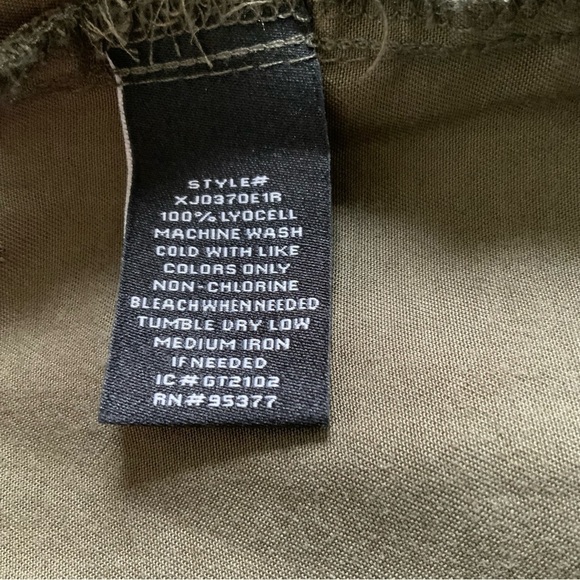 STYLE#
XJ0370E1R
100% LYOCELL
MACHINE WASH
COLD WITH LIKE
COLORS ONLY
NON-CHLORINE
BLEACH WHEN NEEDED
TUMBLE DRY LOW
MEDIUM IRON
IF NEEDED
IC # GT2102
RN # 95377